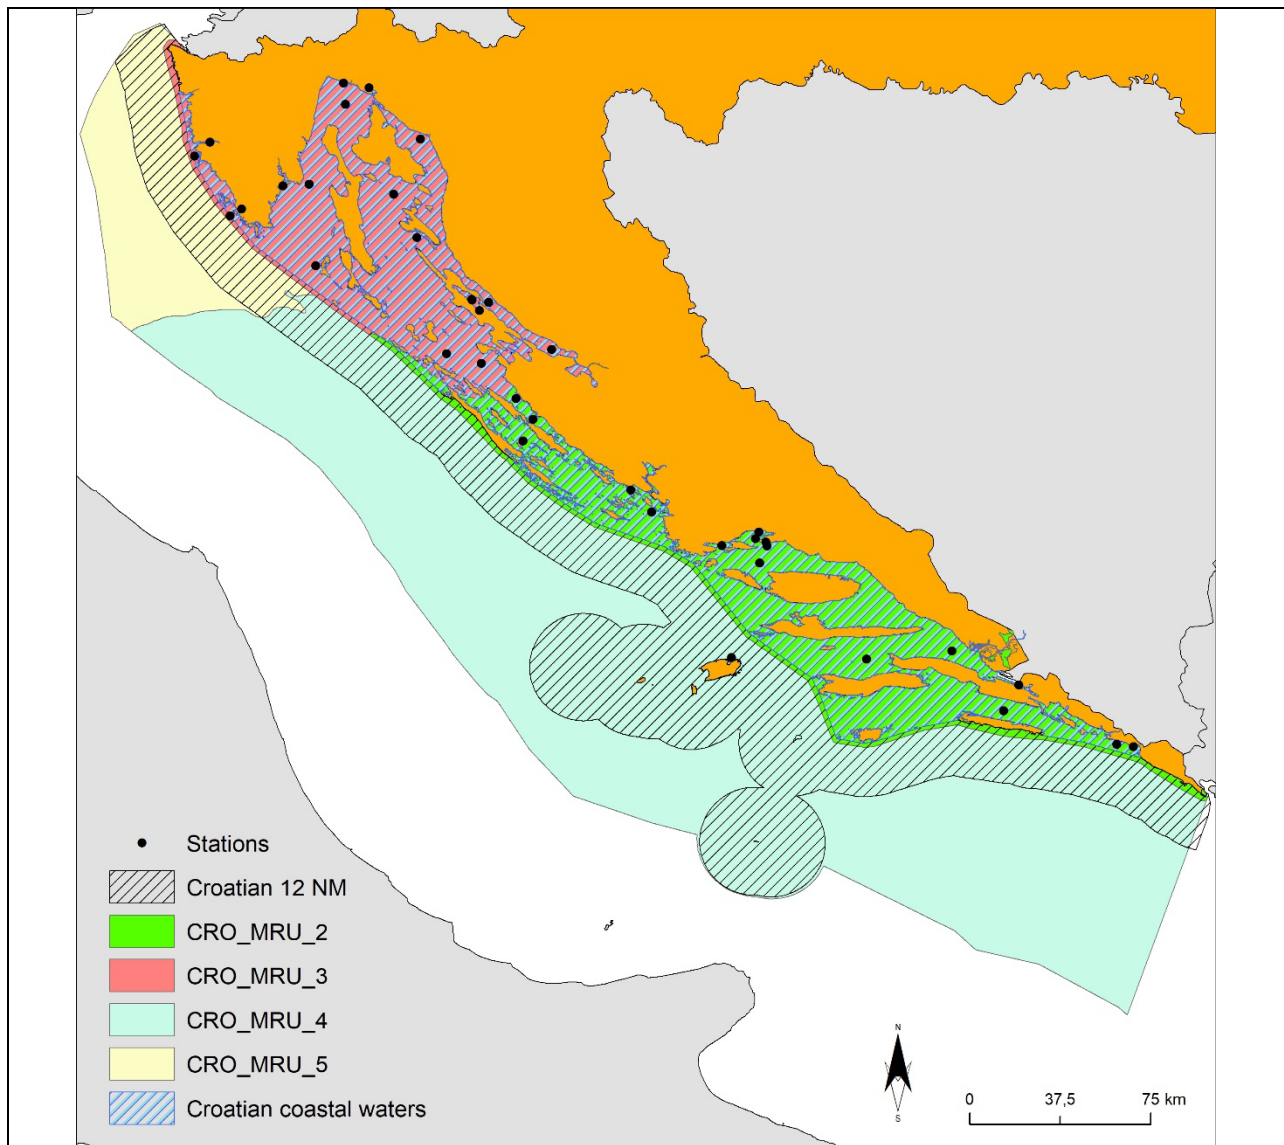 Stations
Croatian 12 NM
CRO_MRU_2
CRO_MRU_3
CRO_MRU_4
CRO_MRU_5
Croatian coastal waters
N
S
0 37,5 75 km